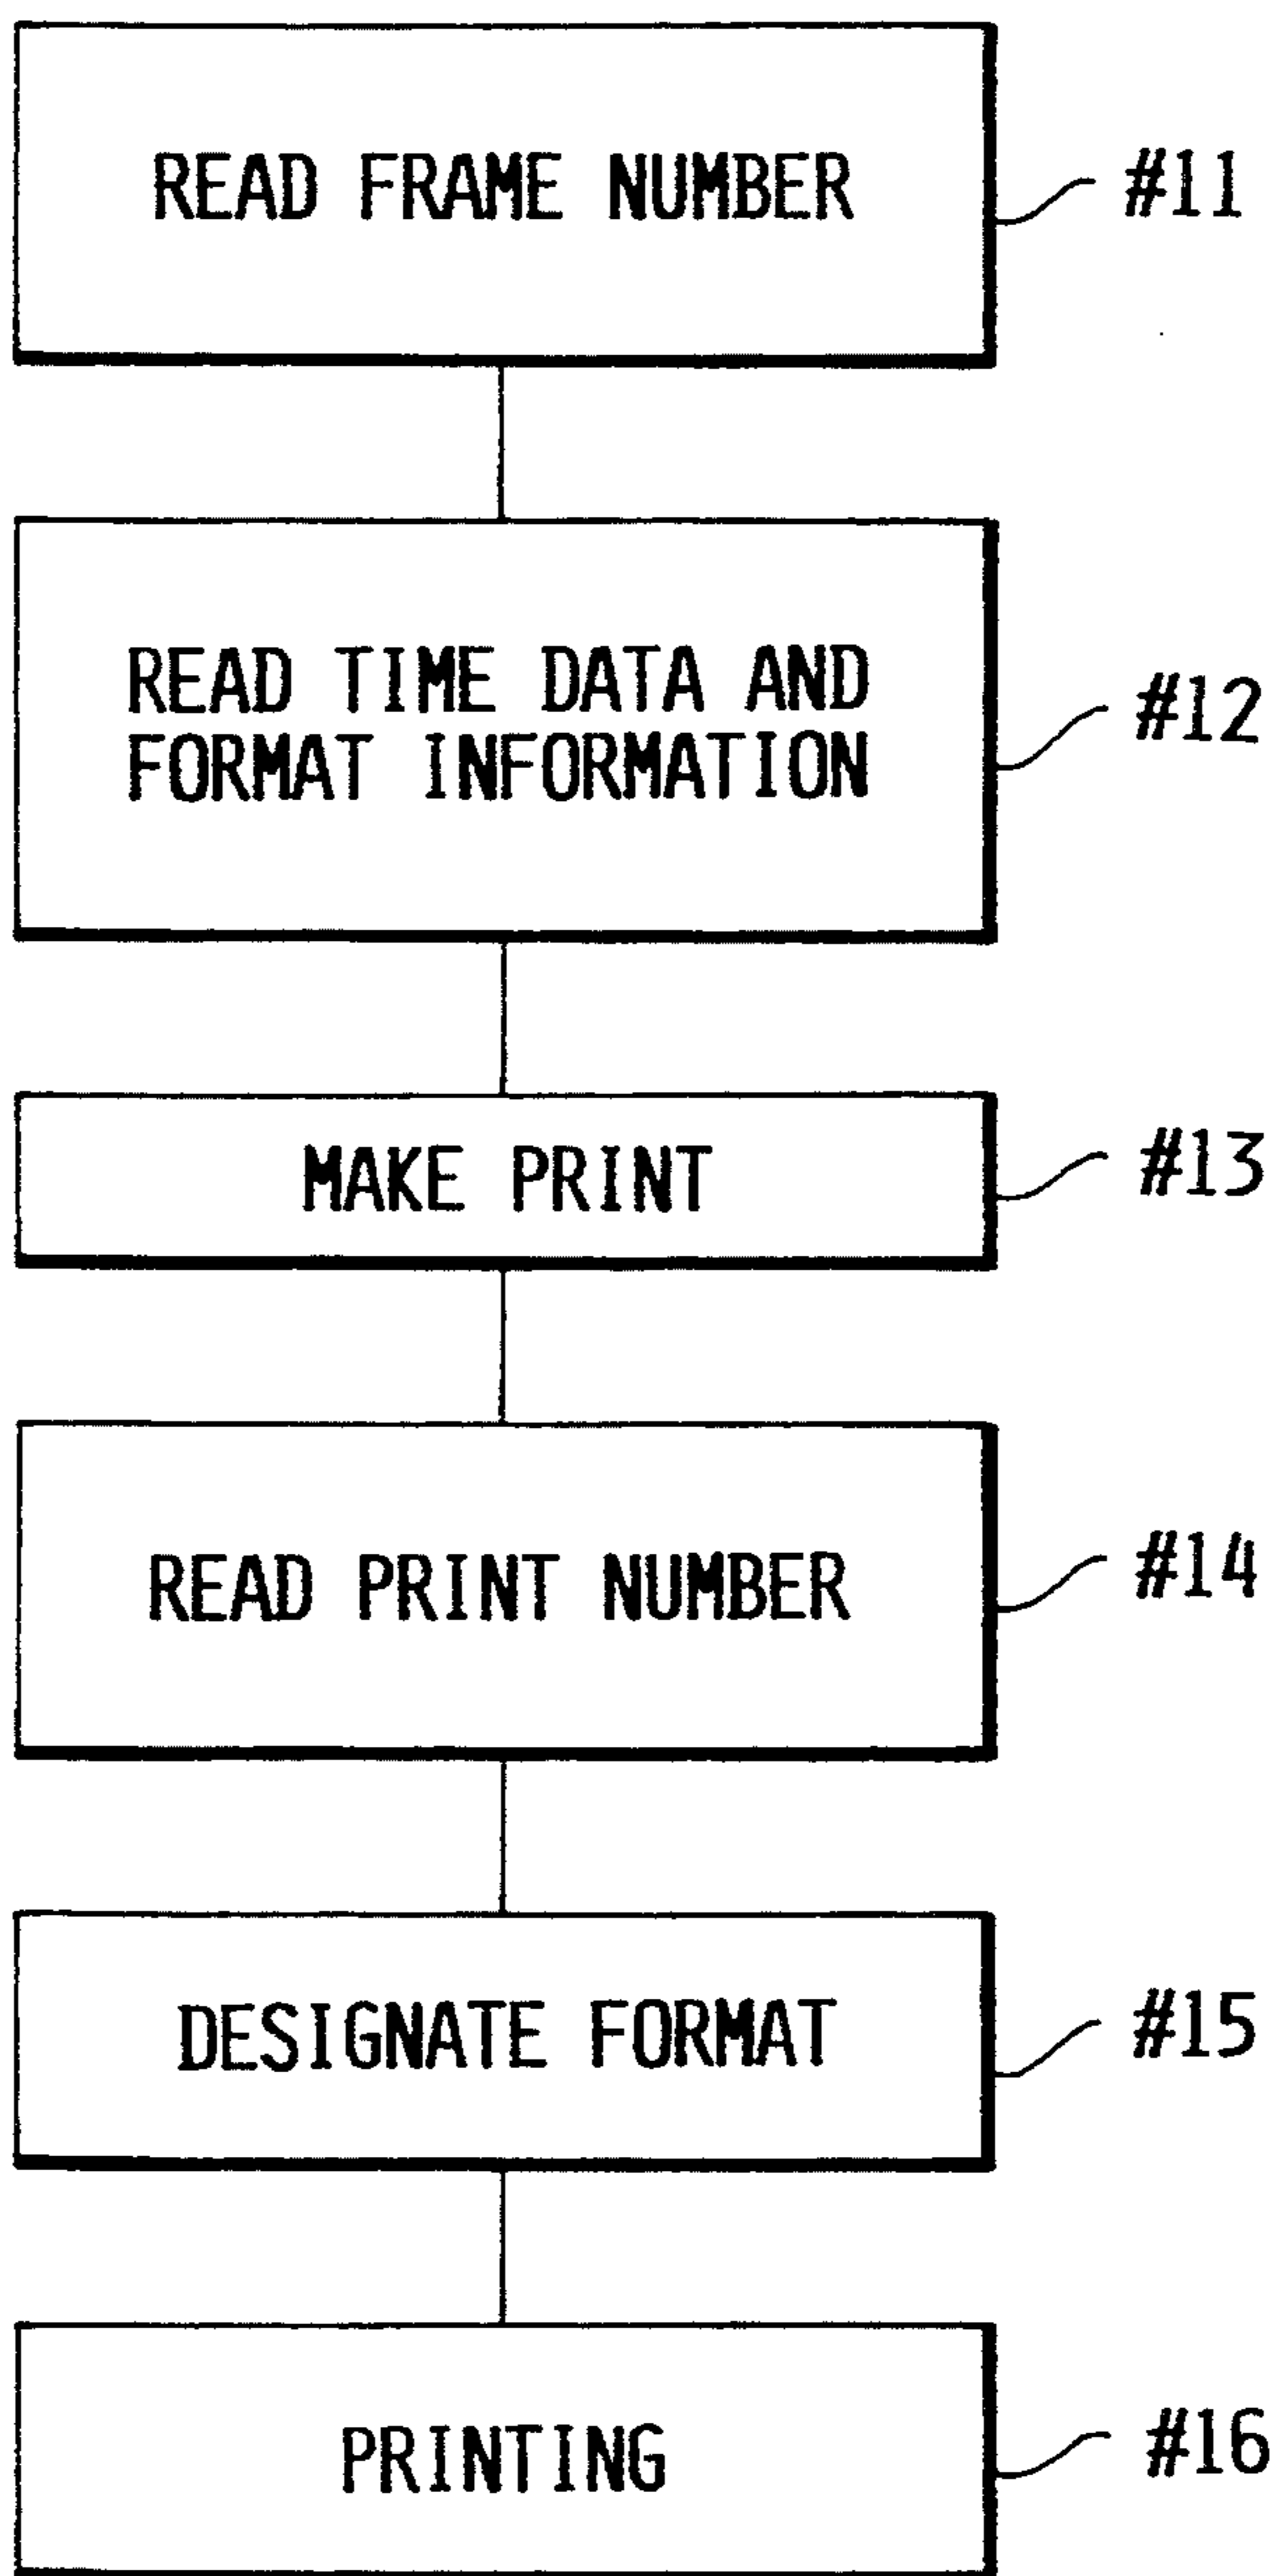 READ FRAME NUMBER
#11
READ TIME DATA AND
FORMAT INFORMATION
#12
MAKE PRINT
#13
READ PRINT NUMBER
#14
DESIGNATE FORMAT
#15
PRINTING
#16